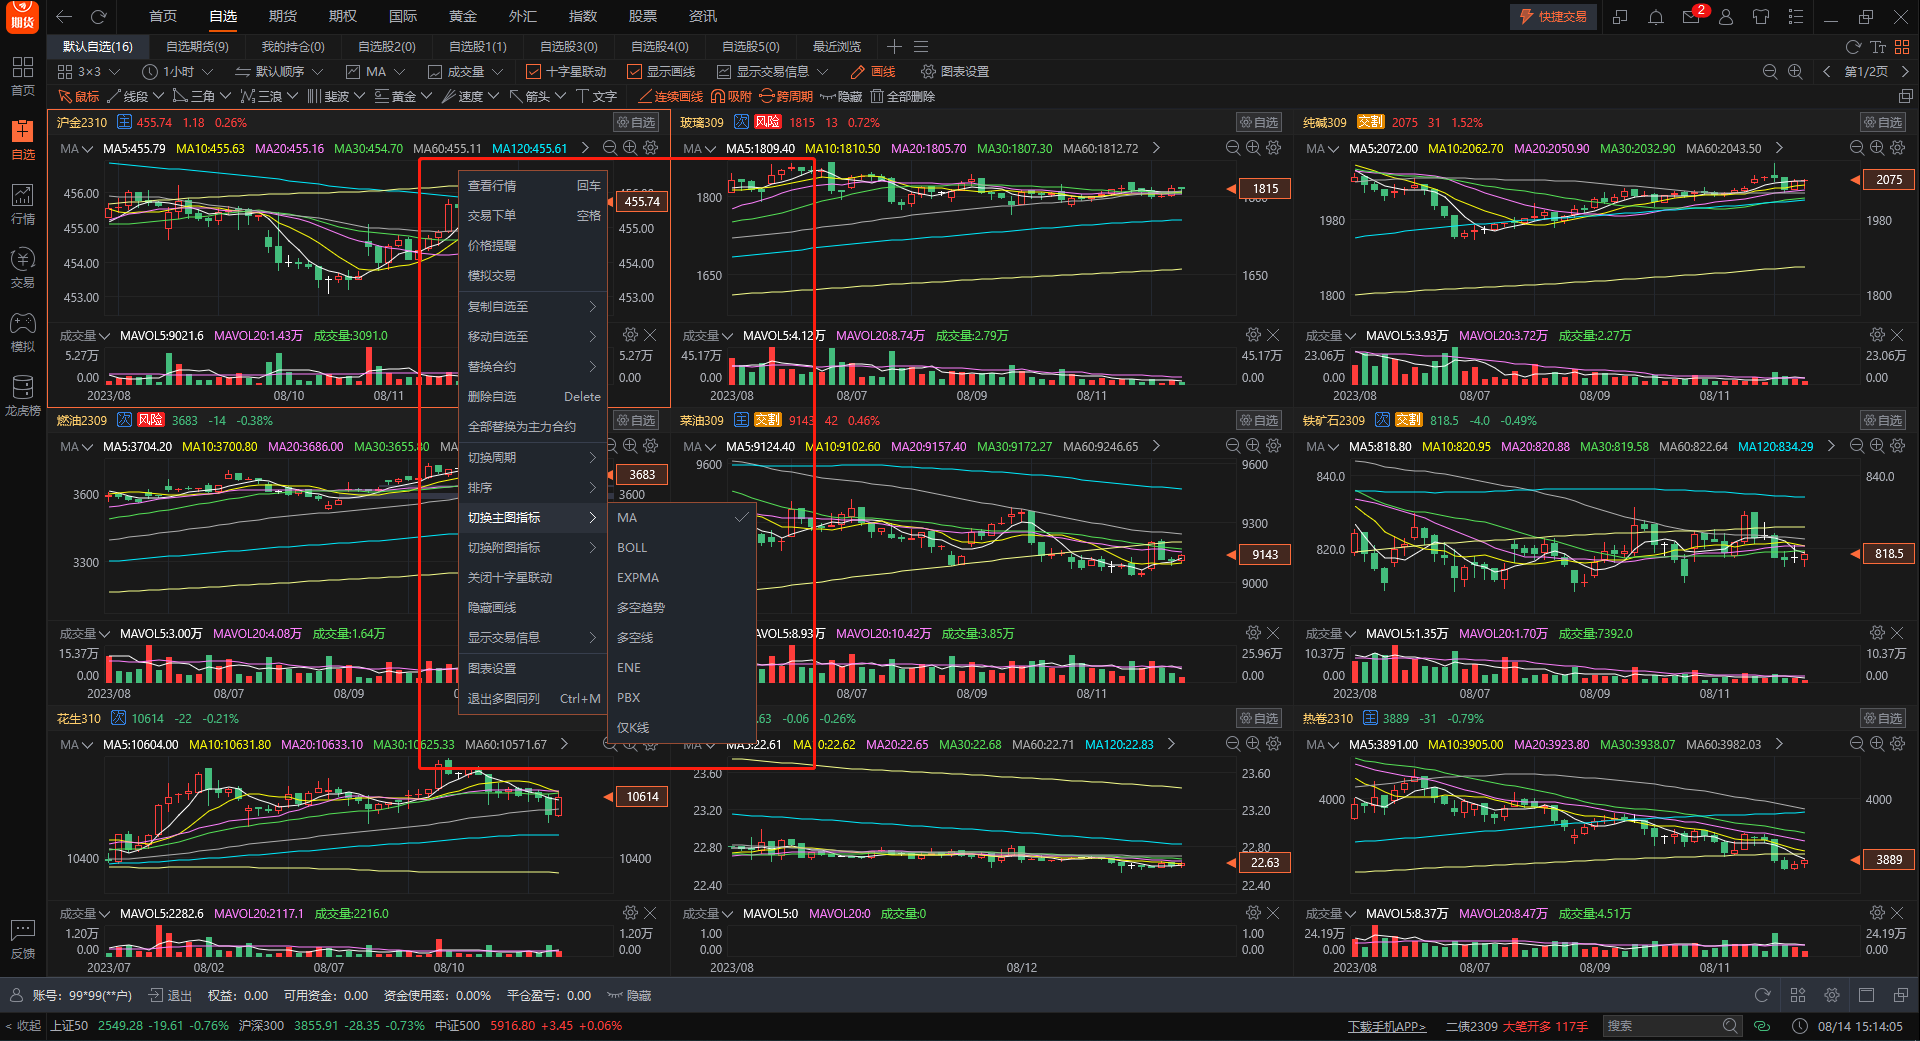 期货 首页 自选 期货 期权 国际 黄金 外汇 指数 股票 资讯 快捷交易 2
默认自选(16) 自选期货(9) 我的持仓(0) 自选股2(0) 自选股1(1) 自选股3(0) 自选股4(0) 自选股5(0) 最近浏览
3×3 1小时 默认顺序 MA 成交量 十字星联动 显示画线 显示交易信息 画线 图表设置 第1/2页
鼠标 线段 三角 三浪 斐波 黄金 速度 箭头 文字 连续画线 吸附 跨周期 隐藏 全部删除
首页
自选
行情
交易
模拟
龙虎榜
反馈
沪金2310 主 455.74 1.18 0.26% 自选
MA MA5:455.79 MA10:455.63 MA20:455.16 MA30:454.70 MA60:455.11 MA120:455.61
456.00 455.74
455.00 455.00
454.00 454.00
453.00 453.00
成交量 MAVOL5:9021.6 MAVOL20:1.43万 成交量:3091.0
5.27万 5.27万
0.00 0.00
2023/08 08/10 08/11
玻璃309 次 风险 1815 13 0.72% 自选
MA MA5:1809.40 MA10:1810.50 MA20:1805.70 MA30:1807.30 MA60:1812.72
1800 1815
1650 1650
成交量 MAVOL5:4.12万 MAVOL20:8.74万 成交量:2.79万
45.17万 45.17万
0.00 0.00
2023/08 08/07 08/09 08/11
纯碱309 交割 2075 31 1.52% 自选
MA MA5:2072.00 MA10:2062.70 MA20:2050.90 MA30:2032.90 MA60:2043.50
2075
1980 1980
1800 1800
成交量 MAVOL5:3.93万 MAVOL20:3.72万 成交量:2.27万
23.06万 23.06万
0.00 0.00
2023/08 08/07 08/09 08/11
燃油2309 次 风险 3683 -14 -0.38% 自选
MA MA5:3704.20 MA10:3700.80 MA20:3686.00 MA30:3655.80
3683
3600 3600
3300
成交量 MAVOL5:3.00万 MAVOL20:4.08万 成交量:1.64万
15.37万
0.00
2023/08 08/07 08/09
菜油309 主 交割 9143 42 0.46% 自选
MA MA5:9124.40 MA10:9102.60 MA20:9157.40 MA30:9172.27 MA60:9246.65
9600 9600
9300
9143
9000
MAVOL5:8.93万 MAVOL20:10.42万 成交量:3.85万
25.96万
0.00
08/07 08/09 08/11
铁矿石2309 次 交割 818.5 -4.0 -0.49% 自选
MA MA5:818.80 MA10:820.95 MA20:820.88 MA30:819.58 MA60:822.64 MA120:834.29
840.0 840.0
820.0 818.5
成交量 MAVOL5:1.35万 MAVOL20:1.70万 成交量:7392.0
10.37万 10.37万
0.00 0.00
2023/08 08/07 08/09 08/11
花生310 次 10614 -22 -0.21%
MA MA5:10604.00 MA10:10631.80 MA20:10633.10 MA30:10625.33 MA60:10571.67
10614
10400 10400
成交量 MAVOL5:2282.6 MAVOL20:2117.1 成交量:2216.0
1.20万 1.20万
0.00 0.00
2023/07 08/02 08/07 08/10
-0.06 -0.26% 自选
MA5:22.61 MA10:22.62 MA20:22.65 MA30:22.68 MA60:22.71 MA120:22.83
23.60 23.60
23.20 23.20
22.80 22.80
22.63
22.40 22.40
成交量 MAVOL5:0 MAVOL20:0 成交量:0
1.00 1.00
0.00 0.00
2023/08 08/12
热卷2310 主 3889 -31 -0.79% 自选
MA MA5:3891.00 MA10:3905.00 MA20:3923.80 MA30:3938.07 MA60:3982.03
4000 4000
3889
成交量 MAVOL5:8.37万 MAVOL20:8.47万 成交量:4.51万
24.19万 24.19万
0.00 0.00
2023/08 08/07 08/09 08/11
查看行情 回车
交易下单 空格
价格提醒
模拟交易
复制自选至
移动自选至
替换合约
删除自选 Delete
全部替换为主力合约
切换周期
排序
切换主图指标
切换附图指标
关闭十字星联动
隐藏画线
显示交易信息
图表设置
退出多图同列 Ctrl+M
MA
BOLL
EXPMA
多空趋势
多空线
ENE
PBX
仅K线
账号：99*99(**户) 退出 权益：0.00 可用资金：0.00 资金使用率：0.00% 平仓盈亏：0.00 隐藏
< 收起 上证50 2549.28 -19.61 -0.76% 沪深300 3855.91 -28.35 -0.73% 中证500 5916.80 +3.45 +0.06% 下载手机APP> 二债2309 大笔开多 117手 搜索 08/14 15:14:05